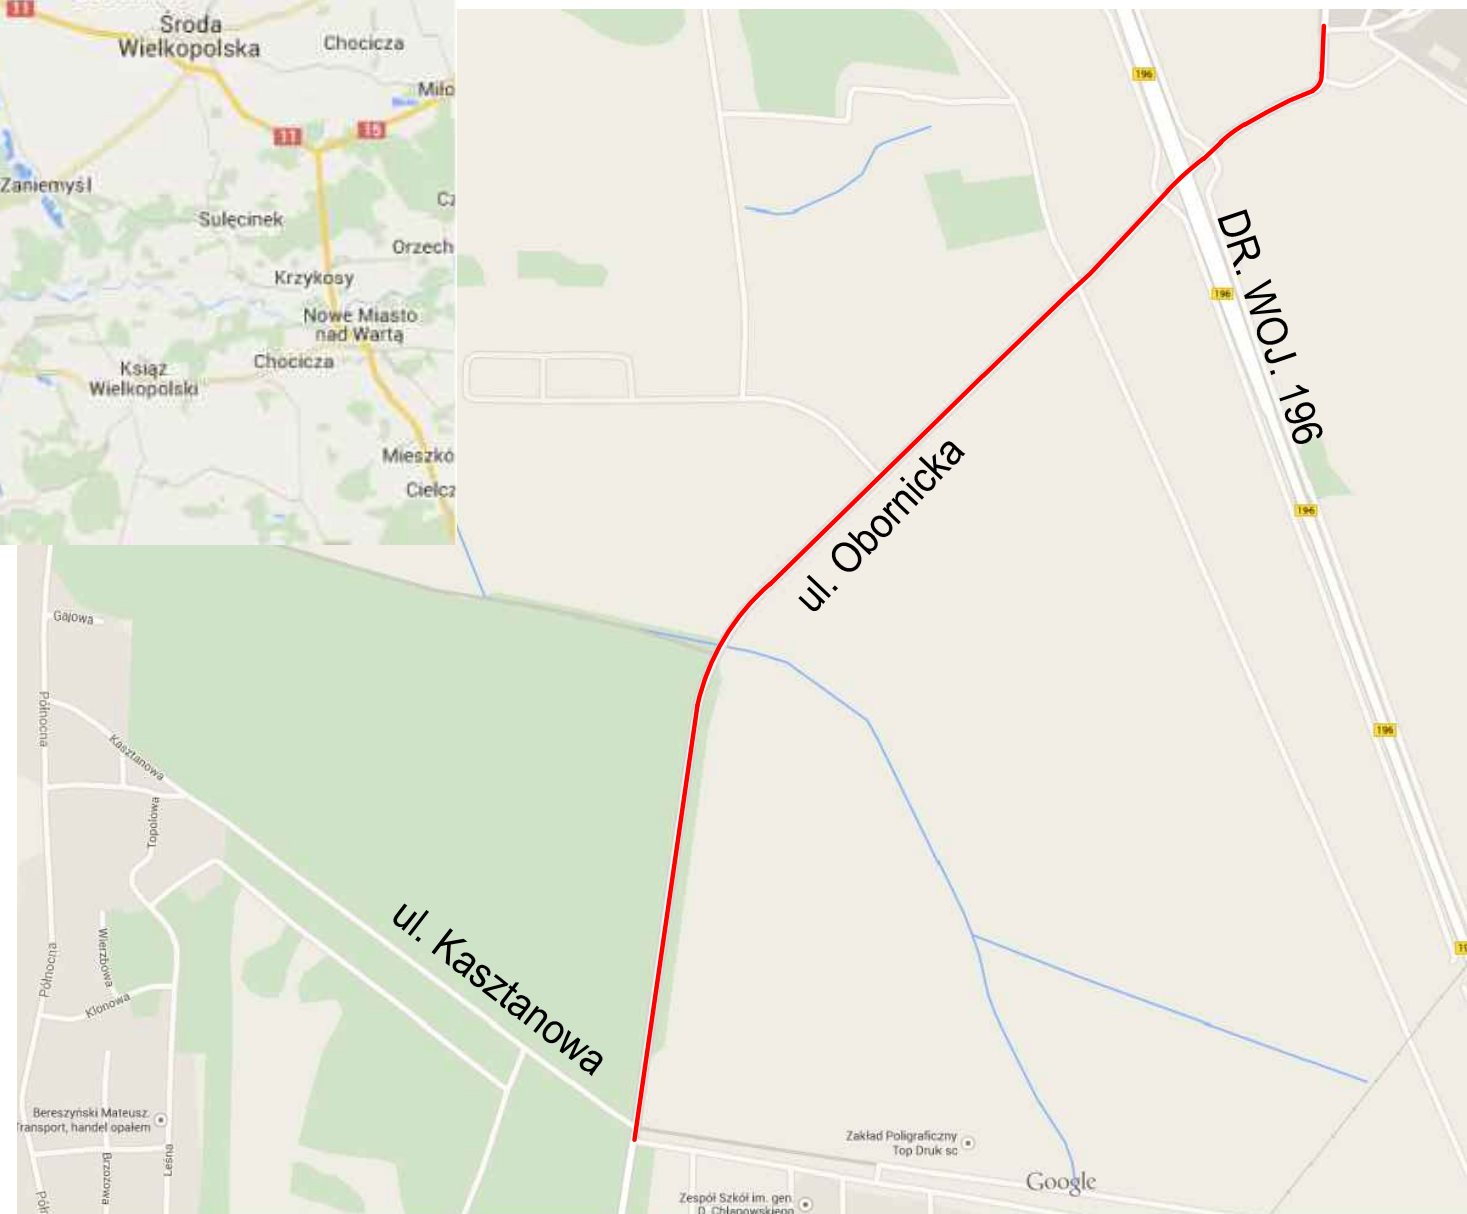 11
Środa
Wielkopolska
Chocicza
Miło
11
15
Zaniemyśl
Sulęcinek
Orzech
Krzykosy
Nowe Miasto
nad Wartą
Chocicza
Książ
Wielkopolski
Mieszkó
Cielcz
196
196
DR. WOJ. 196
196
ul. Obornicka
Gajowa
Północna
Kasztanowa
196
Topolowa
ul. Kasztanowa
Wierzbowa
Północna
19
Klonowa
Bereszyński Mateusz.
Transport, handel opałem
Leśna
Brzozowa
Zakład Poligraficzny
Top Druk sc
Google
Zespół Szkół im. gen.
D. Chłapowskiego